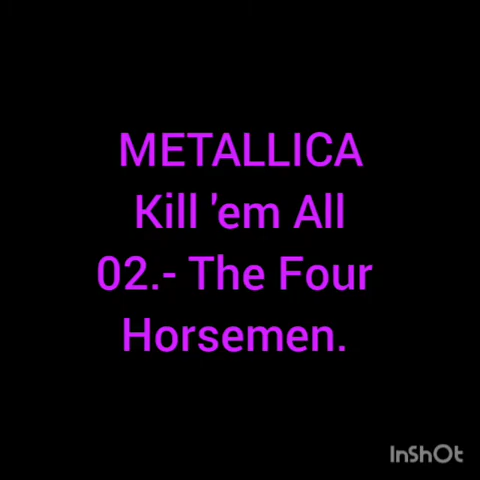 METALLICA
Kill 'em All
02.- The Four
Horsemen.
InShOt